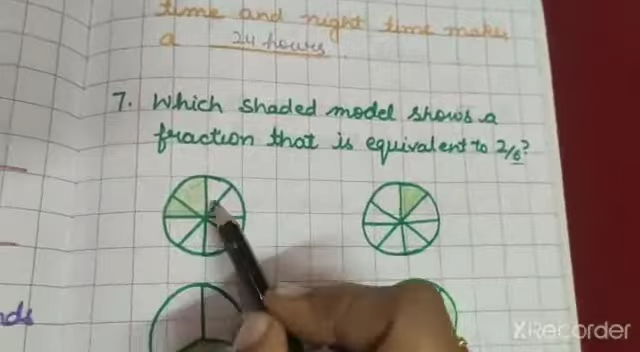 time and night time makes
a 24 hours
7. Which shaded model shows a
fraction that is equivalent to 2/6?
nds
XRecorder